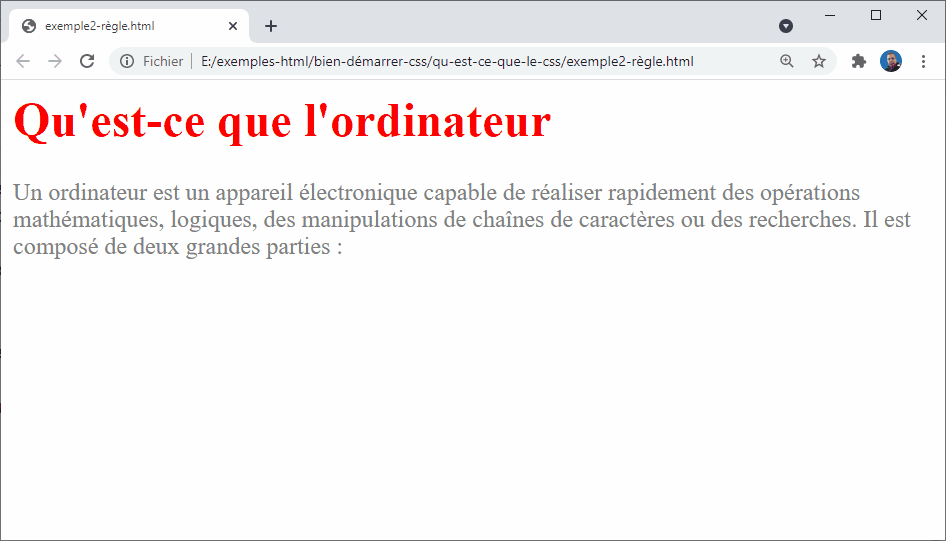 exemple2-règle.html
Fichier E:/exemples-html/bien-démarrer-css/qu-est-ce-que-le-css/exemple2-règle.html
Qu'est-ce que l'ordinateur
Un ordinateur est un appareil électronique capable de réaliser rapidement des opérations
mathématiques, logiques, des manipulations de chaînes de caractères ou des recherches. Il est
composé de deux grandes parties :